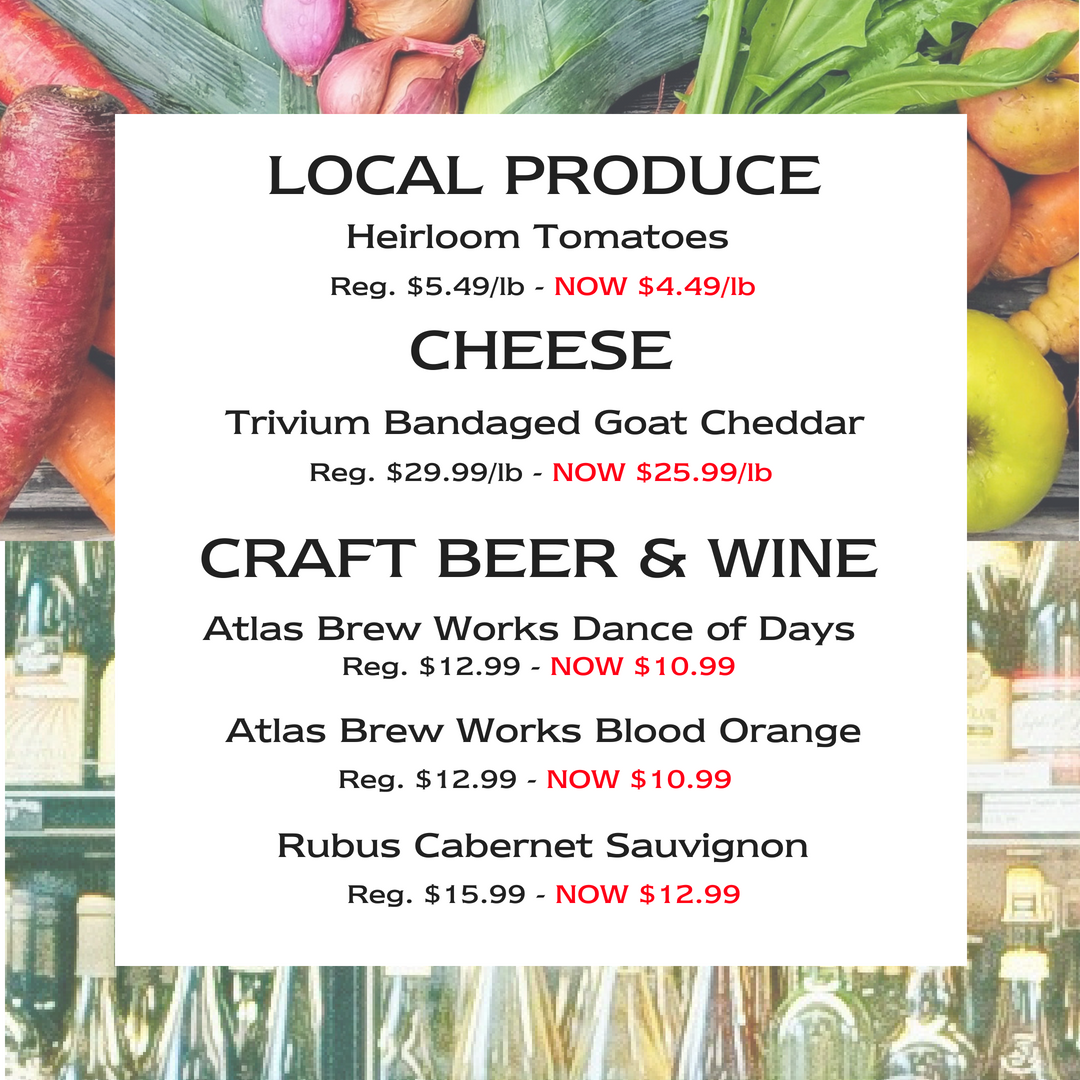 LOCAL PRODUCE
Heirloom Tomatoes
Reg. $5.49/lb - NOW $4.49/lb
CHEESE
Trivium Bandaged Goat Cheddar
Reg. $29.99/lb - NOW $25.99/lb
CRAFT BEER & WINE
Atlas Brew Works Dance of Days
Reg. $12.99 - NOW $10.99
Atlas Brew Works Blood Orange
Reg. $12.99 - NOW $10.99
Rubus Cabernet Sauvignon
Reg. $15.99 - NOW $12.99